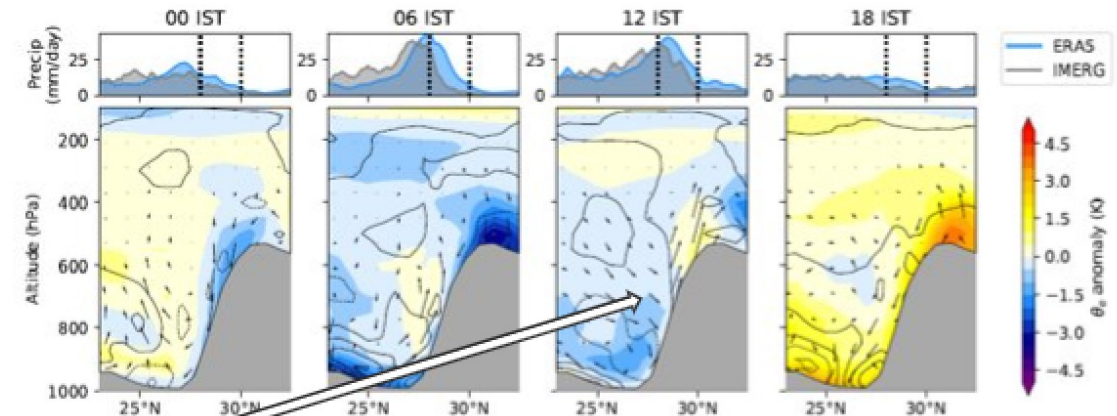 00 IST 06 IST 12 IST 18 IST
Precip
(mm/day)
25 25 25 25
0 0 0 0
ERA5
IMERG
Altitude (hPa)
200
400
600
800
1000
25°N 30°N 25°N 30°N 25°N 30°N 25°N 30°N
4.5
3.0
1.5
0.0
−1.5
−3.0
−4.5
θe anomaly (K)